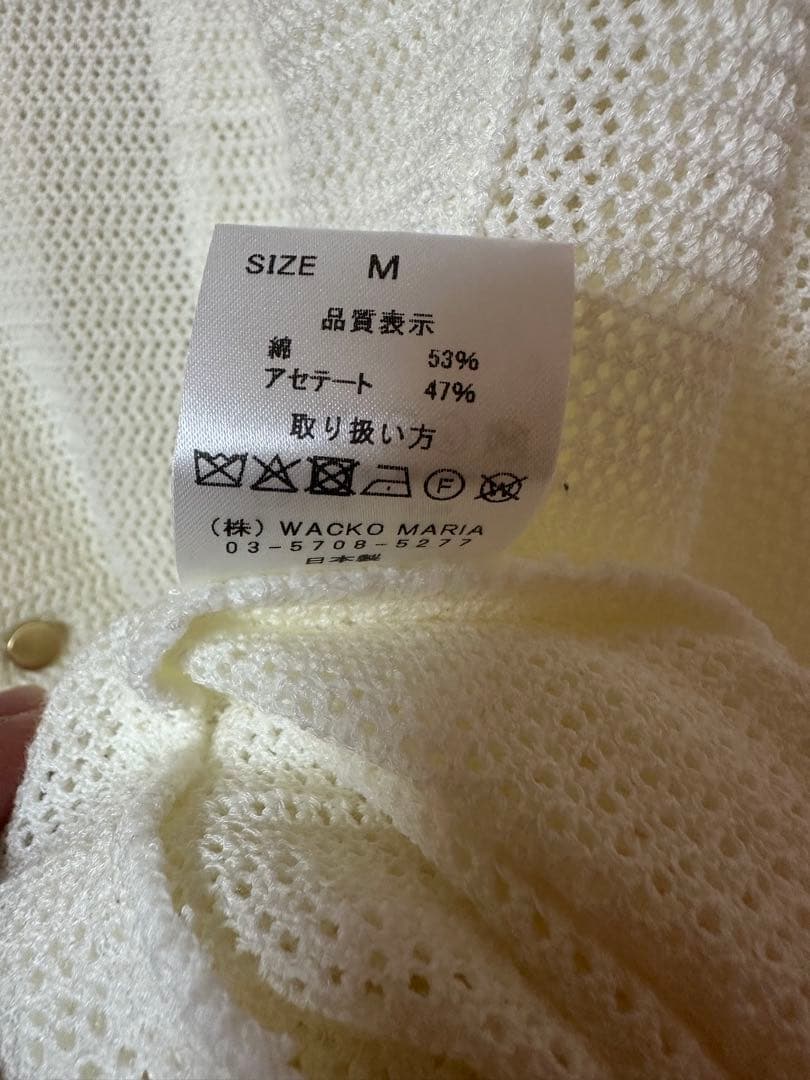 SIZE M
品質表示
綿 53%
アセテート 47%
取り扱い方
F W
(株) WACKO MARIA
03-5708-5277
日本製